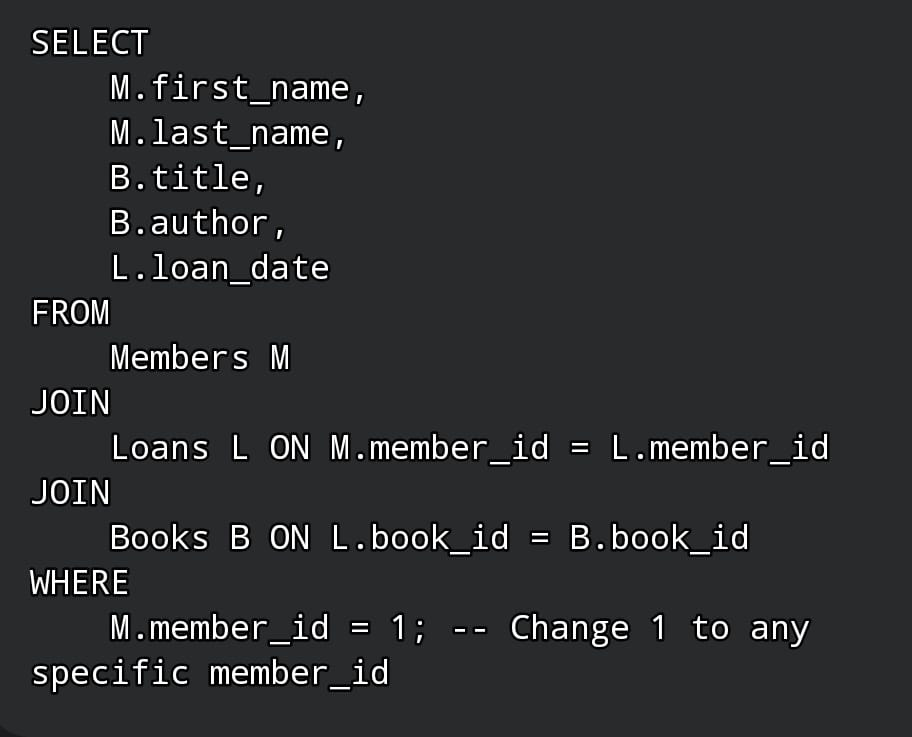 SELECT
    M.first_name,
    M.last_name,
    B.title,
    B.author,
    L.loan_date
FROM
    Members M
JOIN
    Loans L ON M.member_id = L.member_id
JOIN
    Books B ON L.book_id = B.book_id
WHERE
    M.member_id = 1; -- Change 1 to any
specific member_id